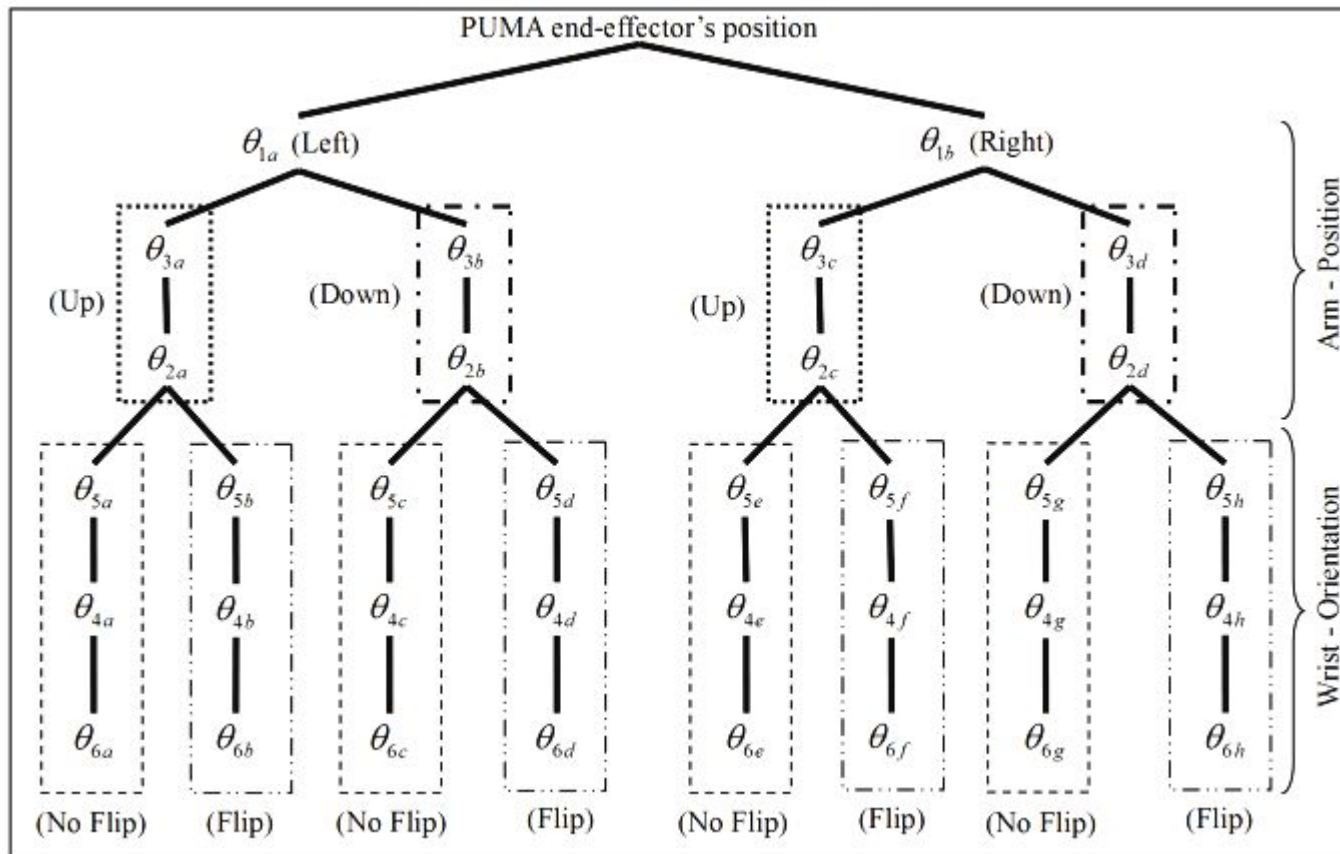 PUMA end-effector's position
θ1a (Left) θ1b (Right)
θ3a θ3b θ3c θ3d
(Up) (Down) (Up) (Down)
θ2a θ2b θ2c θ2d
Arm - Position
θ5a θ5b θ5c θ5d θ5e θ5f θ5g θ5h
θ4a θ4b θ4c θ4d θ4e θ4f θ4g θ4h
θ6a θ6b θ6c θ6d θ6e θ6f θ6g θ6h
Wrist - Orientation
(No Flip) (Flip) (No Flip) (Flip) (No Flip) (Flip) (No Flip) (Flip)